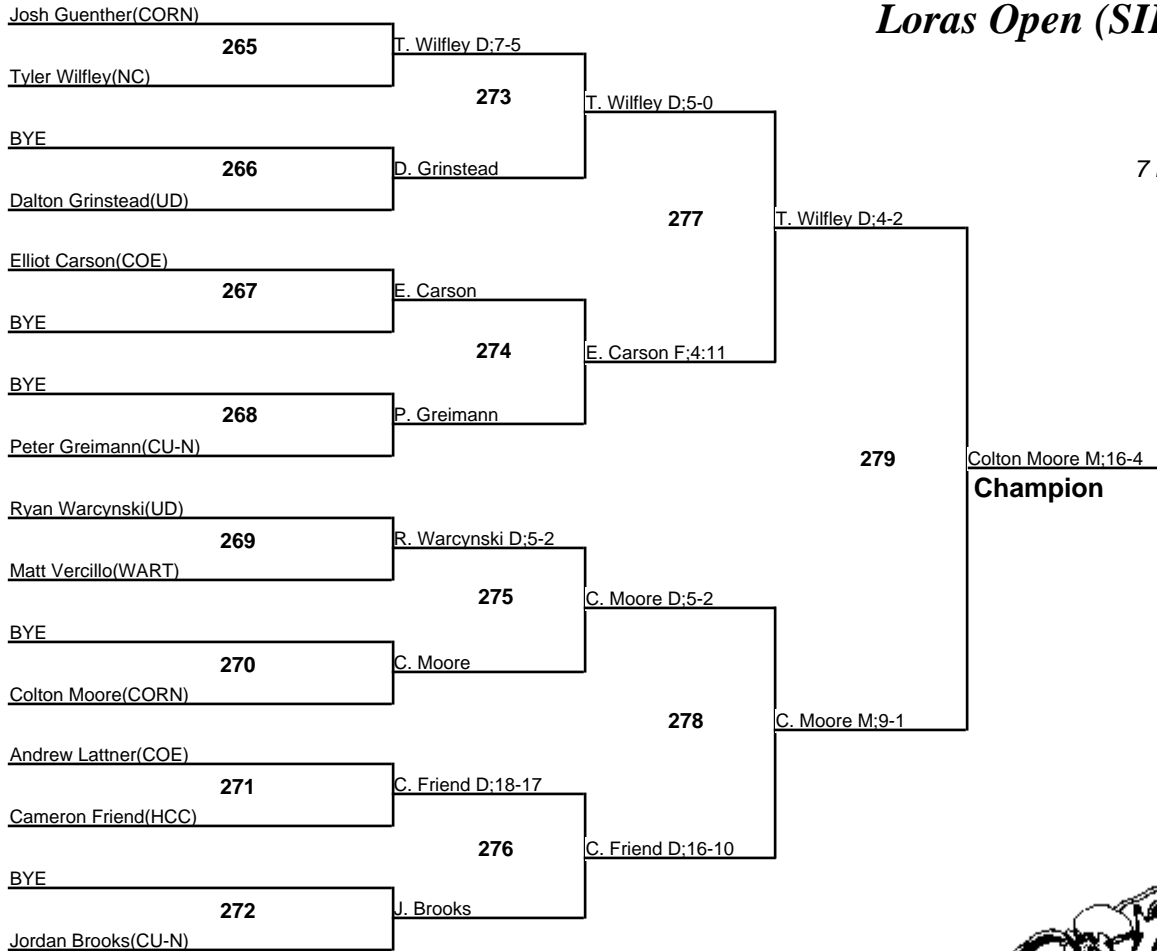 Loras Open (SII
7
Josh Guenther(CORN)
265
Tyler Wilfley(NC)
BYE
266
Dalton Grinstead(UD)
Elliot Carson(COE)
267
BYE
BYE
268
Peter Greimann(CU-N)
Ryan Warcynski(UD)
269
Matt Vercillo(WART)
BYE
270
Colton Moore(CORN)
Andrew Lattner(COE)
271
Cameron Friend(HCC)
BYE
272
Jordan Brooks(CU-N)
T. Wilfley D;7-5
273
D. Grinstead
E. Carson
274
P. Greimann
R. Warcynski D;5-2
275
C. Moore
C. Friend D;18-17
276
J. Brooks
T. Wilfley D;5-0
277
E. Carson F;4:11
C. Moore D;5-2
278
C. Friend D;16-10
T. Wilfley D;4-2
279
C. Moore M;9-1
Colton Moore M;16-4
Champion